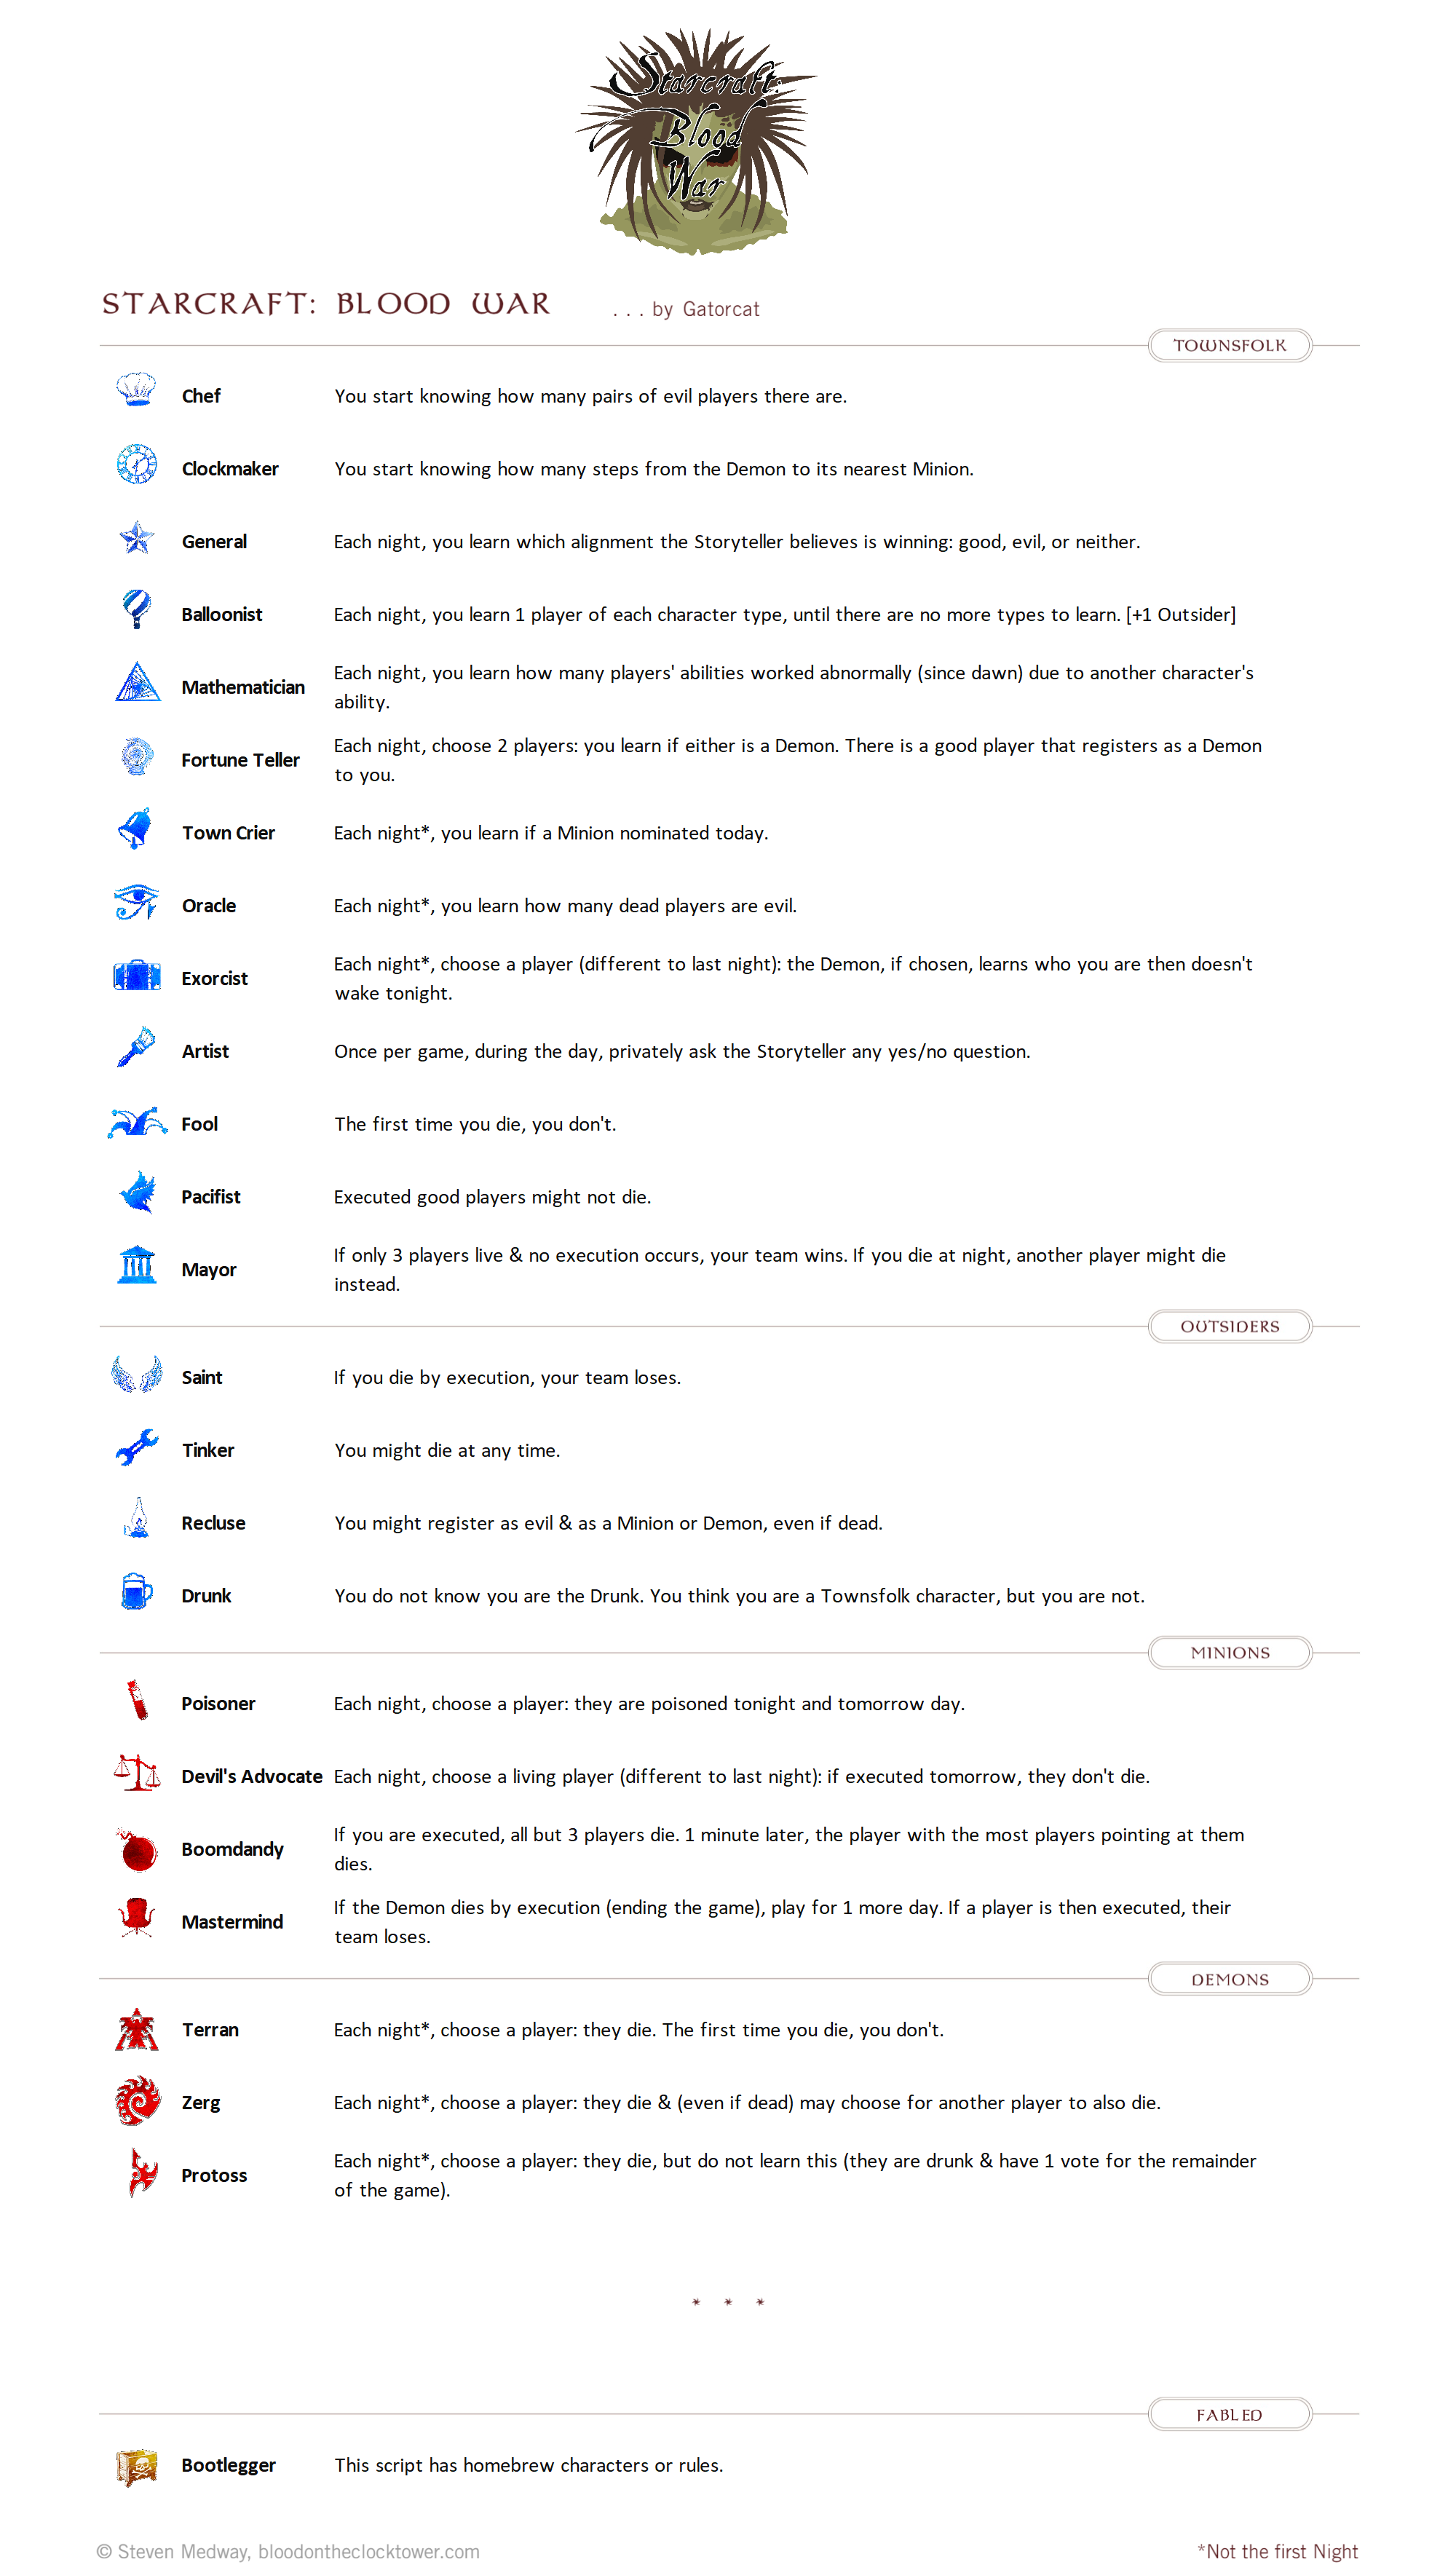 Starcraft:
Blood
War
STARCRAFT: BLOOD WAR . . . by Gatorcat
TOWNSFOLK
Chef You start knowing how many pairs of evil players there are.
Clockmaker You start knowing how many steps from the Demon to its nearest Minion.
General Each night, you learn which alignment the Storyteller believes is winning: good, evil, or neither.
Balloonist Each night, you learn 1 player of each character type, until there are no more types to learn. [+1 Outsider]
Mathematician Each night, you learn how many players' abilities worked abnormally (since dawn) due to another character's
ability.
Fortune Teller Each night, choose 2 players: you learn if either is a Demon. There is a good player that registers as a Demon
to you.
Town Crier Each night*, you learn if a Minion nominated today.
Oracle Each night*, you learn how many dead players are evil.
Exorcist Each night*, choose a player (different to last night): the Demon, if chosen, learns who you are then doesn't
wake tonight.
Artist Once per game, during the day, privately ask the Storyteller any yes/no question.
Fool The first time you die, you don't.
Pacifist Executed good players might not die.
Mayor If only 3 players live & no execution occurs, your team wins. If you die at night, another player might die
instead.
OUTSIDERS
Saint If you die by execution, your team loses.
Tinker You might die at any time.
Recluse You might register as evil & as a Minion or Demon, even if dead.
Drunk You do not know you are the Drunk. You think you are a Townsfolk character, but you are not.
MINIONS
Poisoner Each night, choose a player: they are poisoned tonight and tomorrow day.
Devil's Advocate Each night, choose a living player (different to last night): if executed tomorrow, they don't die.
Boomdandy If you are executed, all but 3 players die. 1 minute later, the player with the most players pointing at them
dies.
Mastermind If the Demon dies by execution (ending the game), play for 1 more day. If a player is then executed, their
team loses.
DEMONS
Terran Each night*, choose a player: they die. The first time you die, you don't.
Zerg Each night*, choose a player: they die & (even if dead) may choose for another player to also die.
Protoss Each night*, choose a player: they die, but do not learn this (they are drunk & have 1 vote for the remainder
of the game).
* * *
FABLED
Bootlegger This script has homebrew characters or rules.
© Steven Medway, bloodontheclocktower.com *Not the first Night